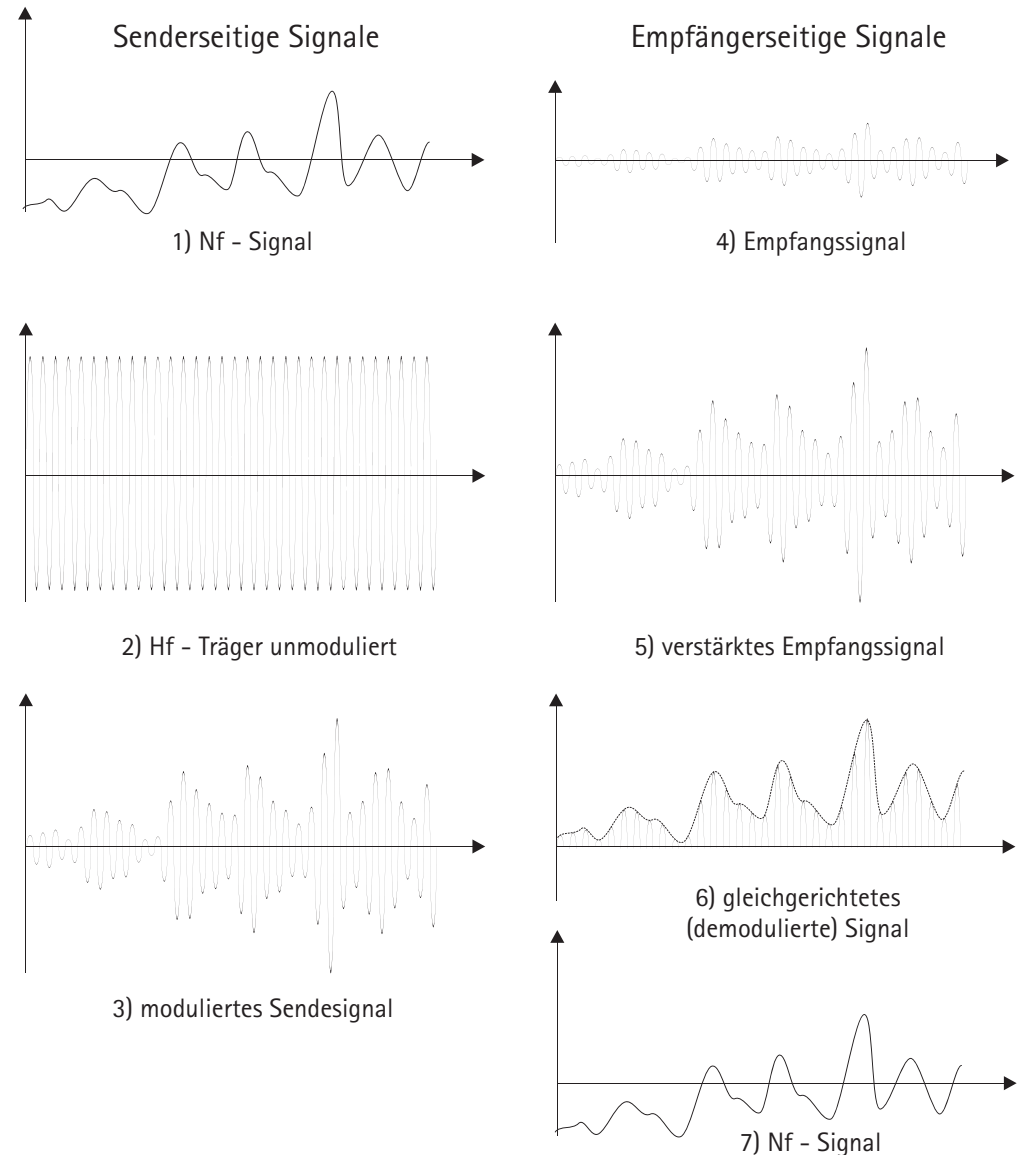 Senderseitige Signale
1) Nf - Signal
2) Hf - Träger unmoduliert
3) moduliertes Sendesignal
Empfängerseitige Signale
4) Empfangssignal
5) verstärktes Empfangssignal
6) gleichgerichtetes
(demodulierte) Signal
7) Nf - Signal